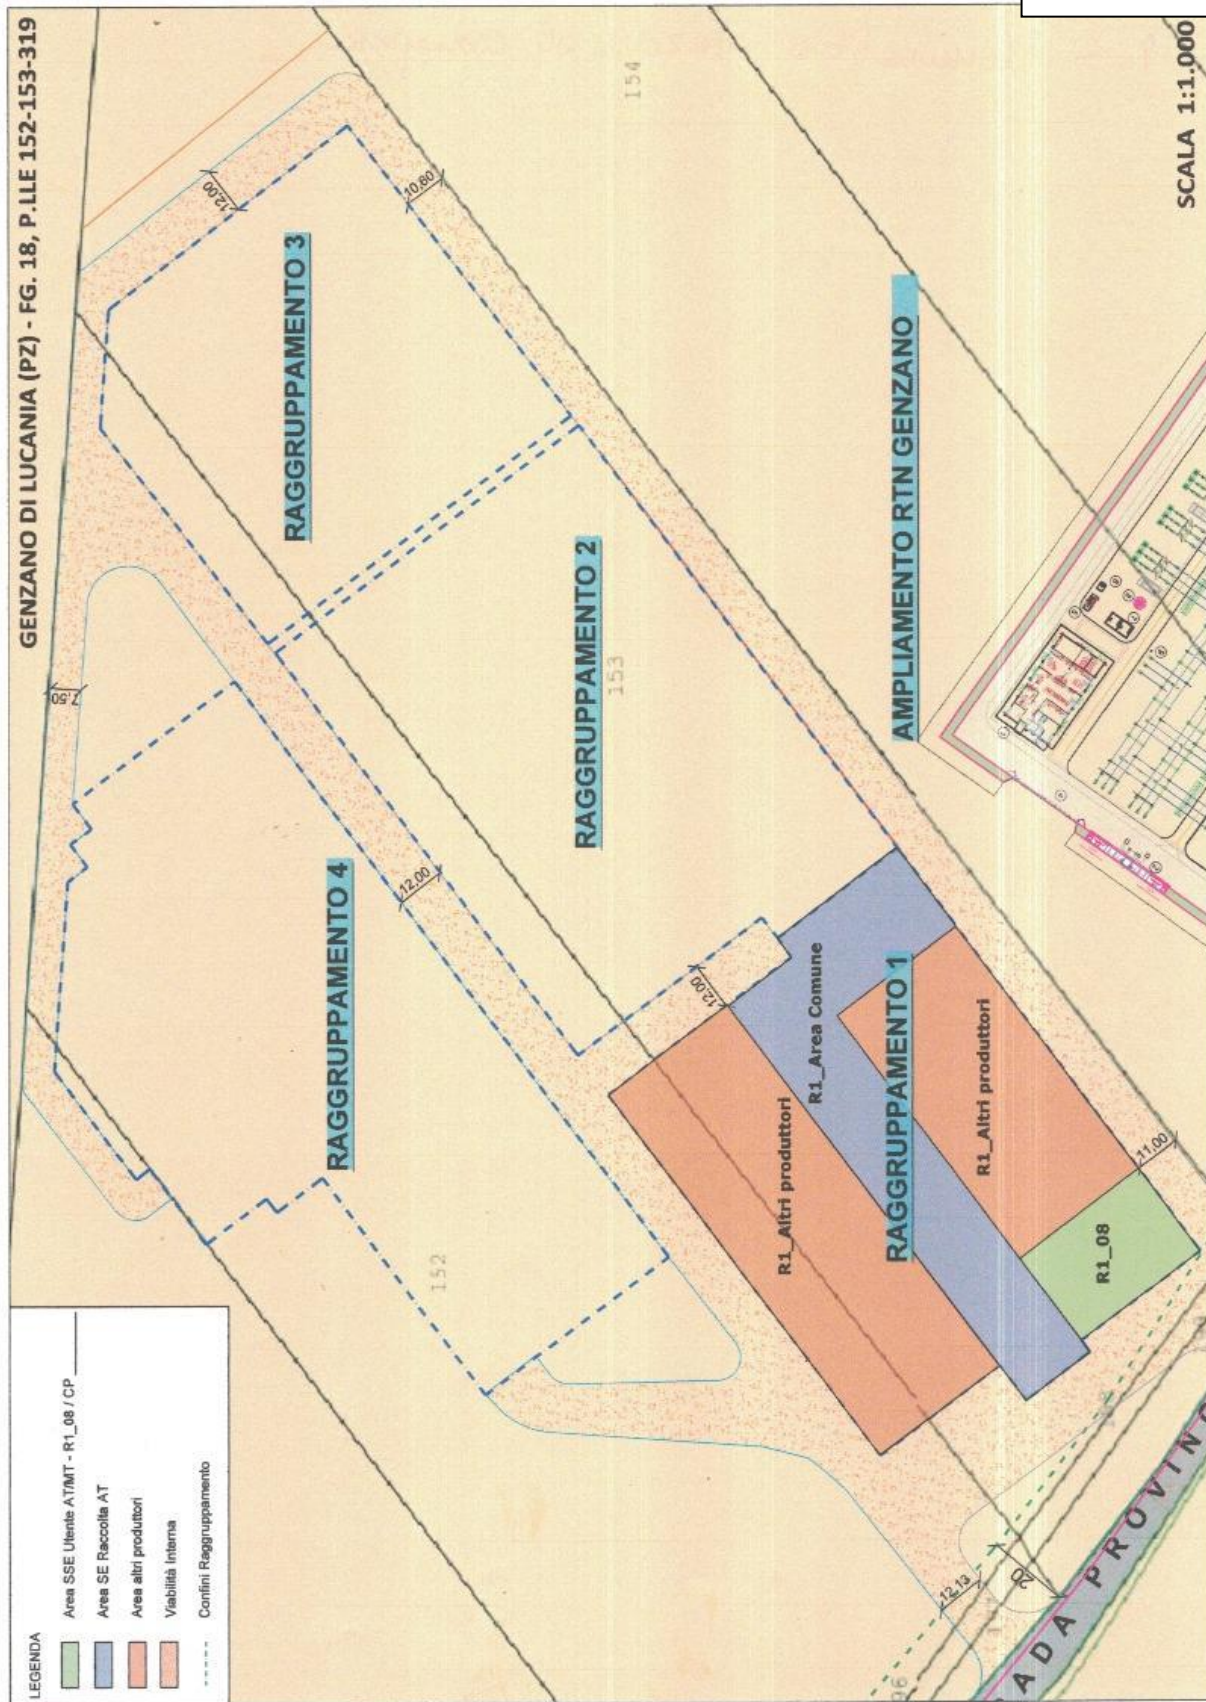 GENZANO DI LUCANIA (PZ) - FG. 18, P.LLE 152-153-319
SCALA 1:1.000
154
12,00
10,80
RAGGRUPPAMENTO 3
7,50
RAGGRUPPAMENTO 2
153
AMPLIAMENTO RTN GENZANO
RAGGRUPPAMENTO 4
12,00
12,00
152
R1_Area Comune
R1_Altri produttori
RAGGRUPPAMENTO 1
R1_Altri produttori
11,00
R1_08
12,13
20
96
ADA PROVINC
LEGENDA
Area SSE Utente AT/MT - R1_08 / CP
Area SE Raccolta AT
Area altri produttori
Viabilità Interna
Confini Raggruppamento